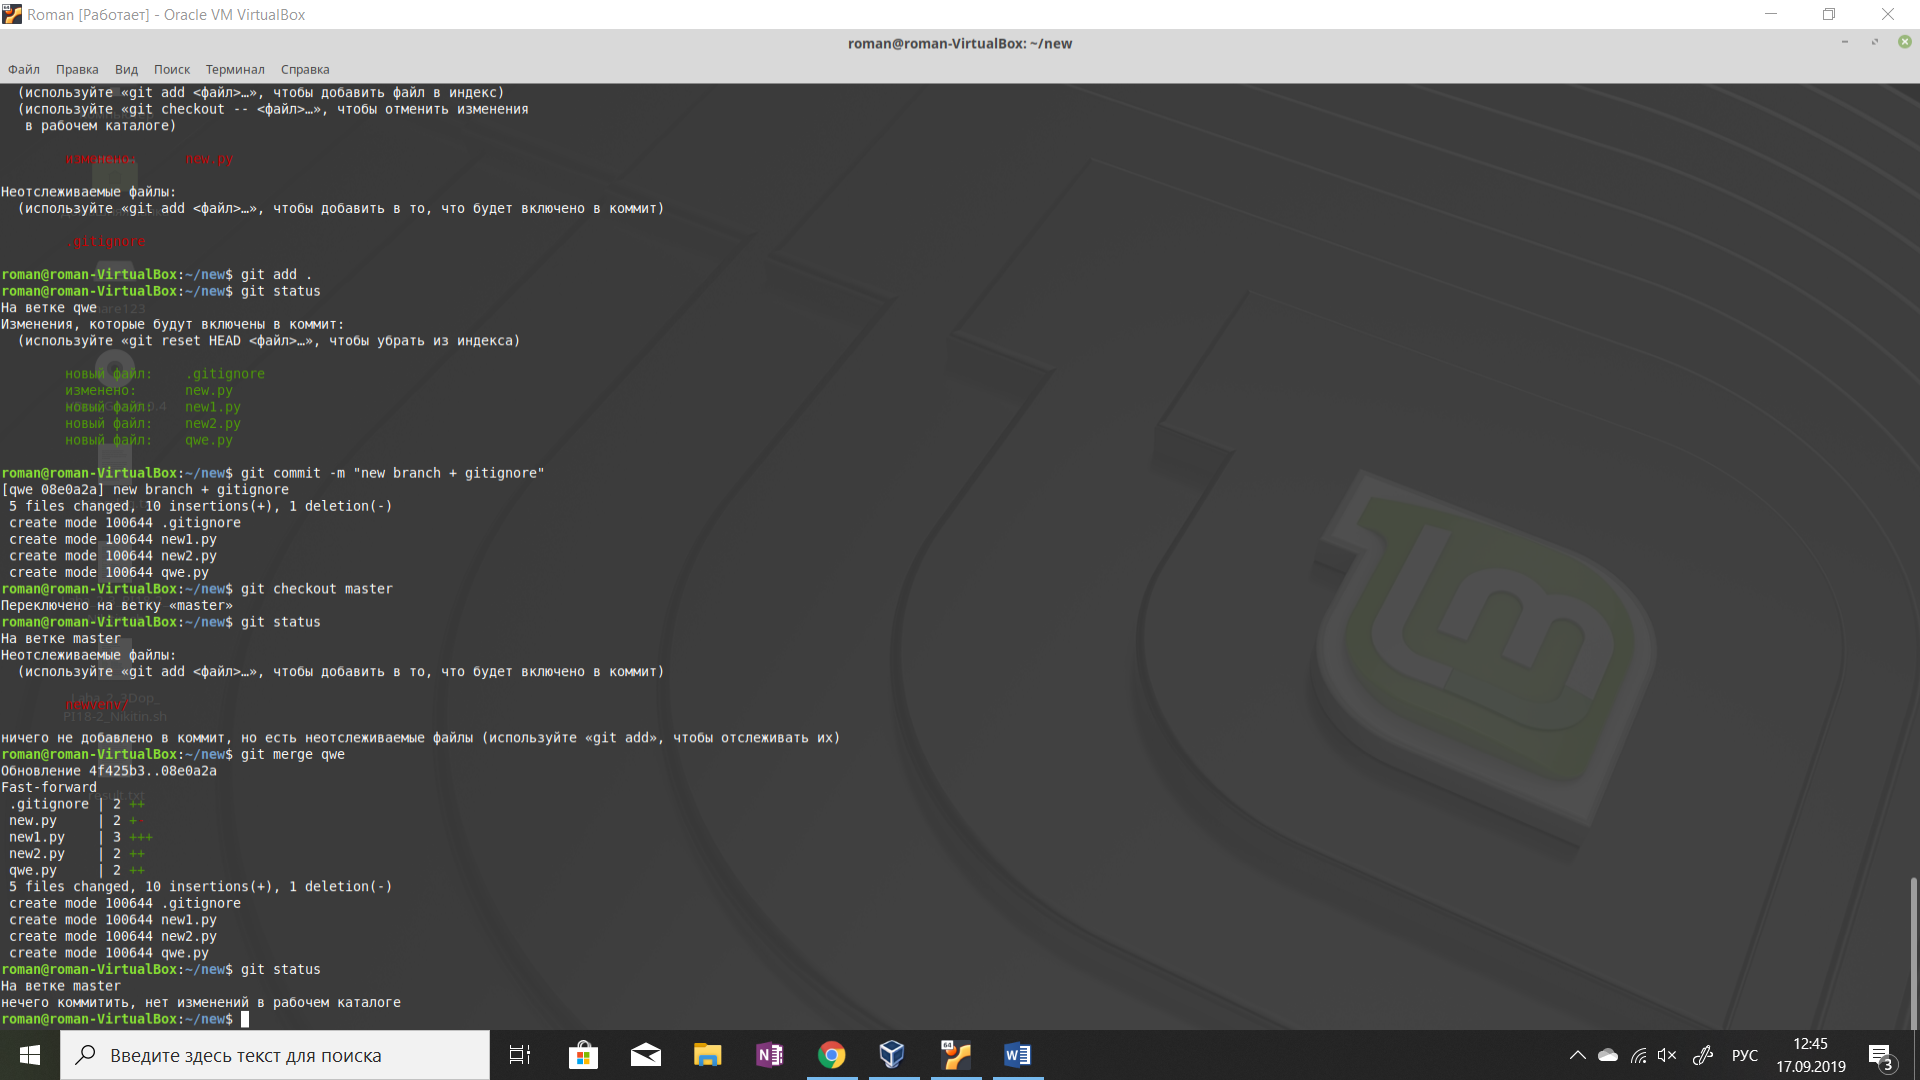 Roman [Работает] - Oracle VM VirtualBox
roman@roman-VirtualBox: ~/new
Файл Правка Вид Поиск Терминал Справка
(используйте «git add <файл>…», чтобы добавить файл в индекс)
(используйте «git checkout -- <файл>…», чтобы отменить изменения
в рабочем каталоге)
изменено: new.py
Неотслеживаемые файлы:
(используйте «git add <файл>…», чтобы добавить в то, что будет включено в коммит)
.gitignore
roman@roman-VirtualBox:~/new$ git add .
roman@roman-VirtualBox:~/new$ git status
На ветке qwe
Изменения, которые будут включены в коммит:
(используйте «git reset HEAD <файл>…», чтобы убрать из индекса)
новый файл: .gitignore
изменено: new.py
новый файл: new1.py
новый файл: new2.py
новый файл: qwe.py
roman@roman-VirtualBox:~/new$ git commit -m "new branch + gitignore"
[qwe 08e0a2a] new branch + gitignore
5 files changed, 10 insertions(+), 1 deletion(-)
create mode 100644 .gitignore
create mode 100644 new1.py
create mode 100644 new2.py
create mode 100644 qwe.py
roman@roman-VirtualBox:~/new$ git checkout master
Переключено на ветку «master»
roman@roman-VirtualBox:~/new$ git status
На ветке master
Неотслеживаемые файлы:
(используйте «git add <файл>…», чтобы добавить в то, что будет включено в коммит)
newvenv/
Laba_2_3Dop_
PI18-2_Nikitin.sh
ничего не добавлено в коммит, но есть неотслеживаемые файлы (используйте «git add», чтобы отслеживать их)
roman@roman-VirtualBox:~/new$ git merge qwe
Обновление 4f425b3..08e0a2a
Fast-forward
result.txt
.gitignore | 2 ++
new.py | 2 +-
new1.py | 3 +++
new2.py | 2 ++
qwe.py | 2 ++
5 files changed, 10 insertions(+), 1 deletion(-)
create mode 100644 .gitignore
create mode 100644 new1.py
create mode 100644 new2.py
create mode 100644 qwe.py
roman@roman-VirtualBox:~/new$ git status
На ветке master
нечего коммитить, нет изменений в рабочем каталоге
roman@roman-VirtualBox:~/new$
Введите здесь текст для поиска
РУС
12:45
17.09.2019
3